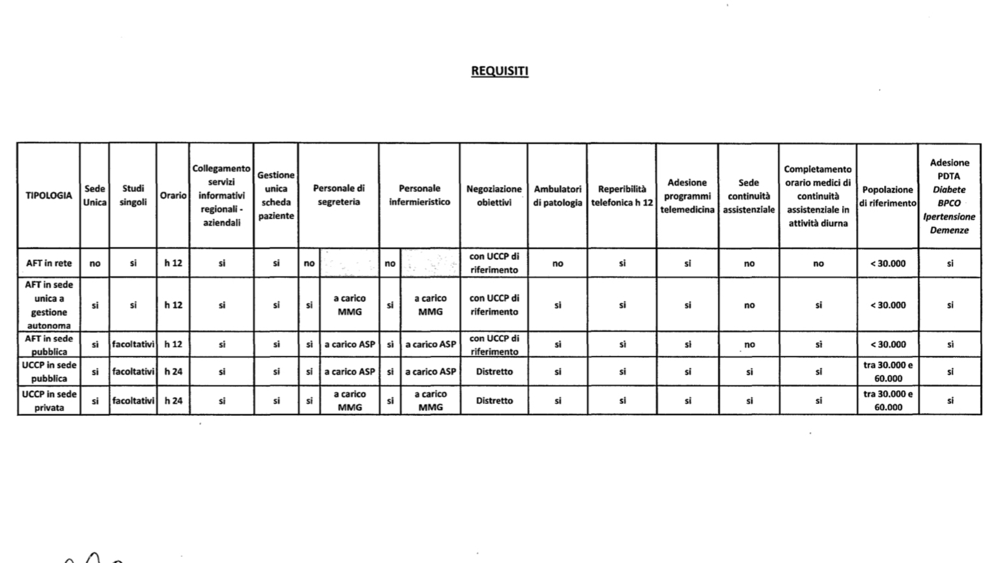 REQUISITI
TIPOLOGIA
Sede
Unica
Studi
singoli
Orario
Collegamento
servizi
informativi
regionali -
aziendali
Gestione
unica
scheda
paziente
Personale di
segreteria
Personale
infermieristico
Negoziazione
obiettivi
Ambulatori
di patologia
Reperibilità
telefonica h 12
Adesione
programmi
telemedicina
Sede
continuità
assistenziale
Completamento
orario medici di
continuità
assistenziale in
attività diurna
Popolazione
di riferimento
Adesione
PDTA
Diabete
BPCO
Ipertensione
Demenze
AFT in rete
no
si
h 12
si
si
no
no
con UCCP di
riferimento
no
si
si
no
no
< 30.000
si
AFT in sede
unica a
gestione
autonoma
si
si
h 12
si
si
si
a carico
MMG
si
a carico
MMG
con UCCP di
riferimento
si
si
si
no
si
< 30.000
si
AFT in sede
pubblica
si
facoltativi
h 12
si
si
si
a carico ASP
si
a carico ASP
con UCCP di
riferimento
si
si
si
no
si
< 30.000
si
UCCP in sede
pubblica
si
facoltativi
h 24
si
si
si
a carico ASP
si
a carico ASP
Distretto
si
si
si
si
si
tra 30.000 e
60.000
si
UCCP in sede
privata
si
facoltativi
h 24
si
si
si
a carico
MMG
si
a carico
MMG
Distretto
si
si
si
si
si
tra 30.000 e
60.000
si